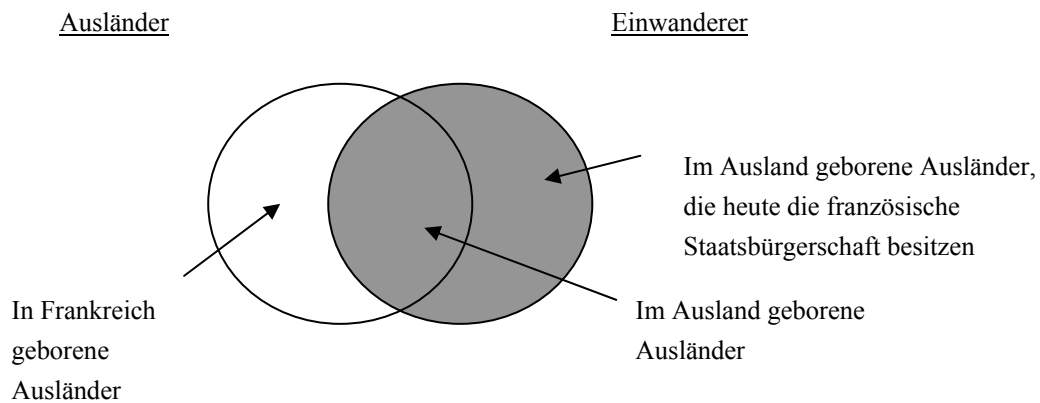 Ausländer
Einwanderer
Im Ausland geborene Ausländer,
die heute die französische
Staatsbürgerschaft besitzen
In Frankreich
geborene
Ausländer
Im Ausland geborene
Ausländer